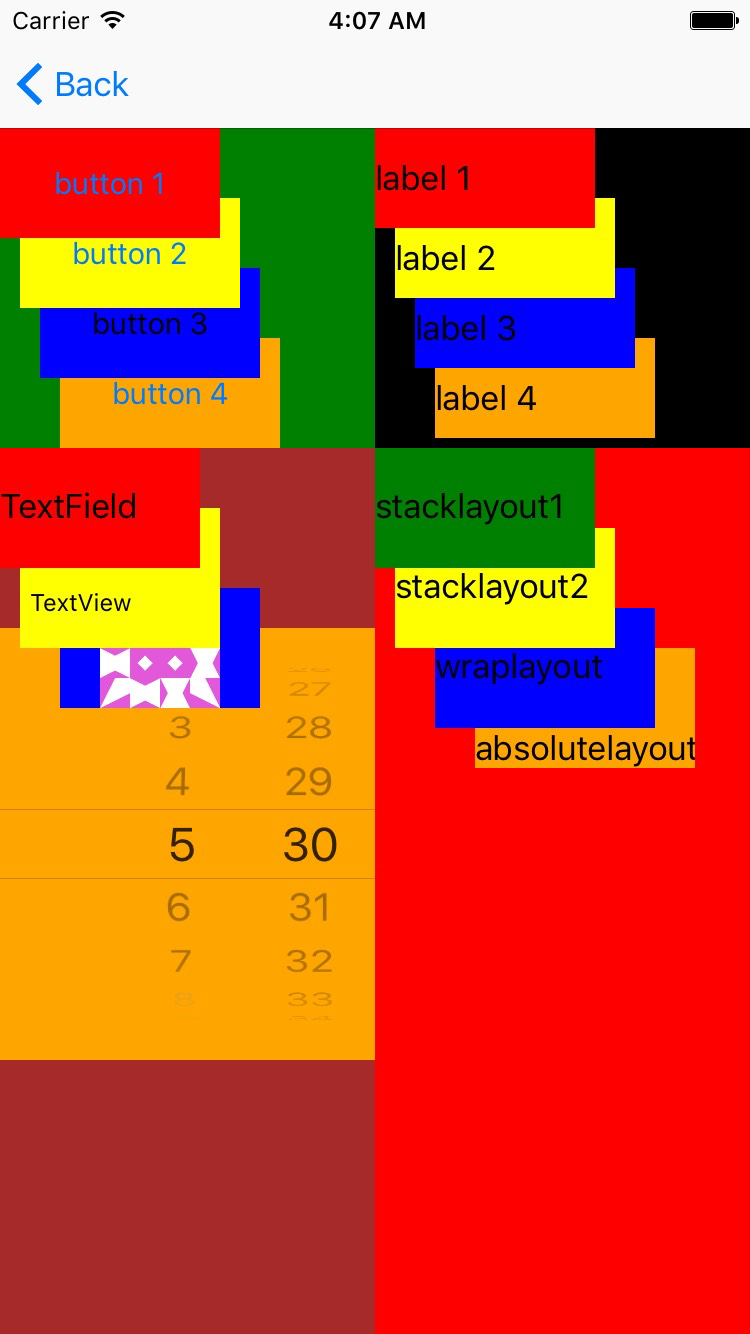 Carrier 4:07 AM
Back
button 1
button 2
button 3
button 4
label 1
label 2
label 3
label 4
TextField
TextView
27
3 28
4 29
5 30
6 31
7 32
8 33
stacklayout1
stacklayout2
wraplayout
absolutelayout